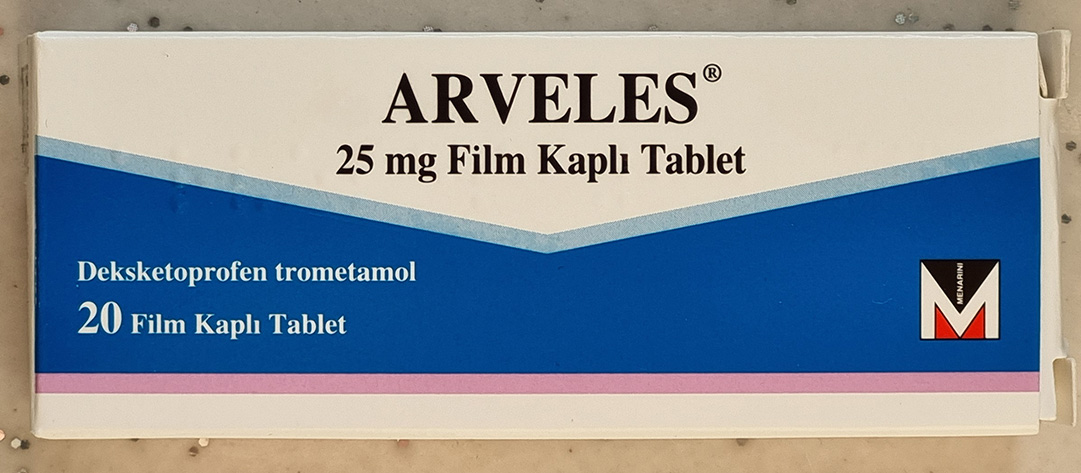 ARVELES®
25 mg Film Kaplı Tablet
Deksketoprofen trometamol
20 Film Kaplı Tablet
MENARINI